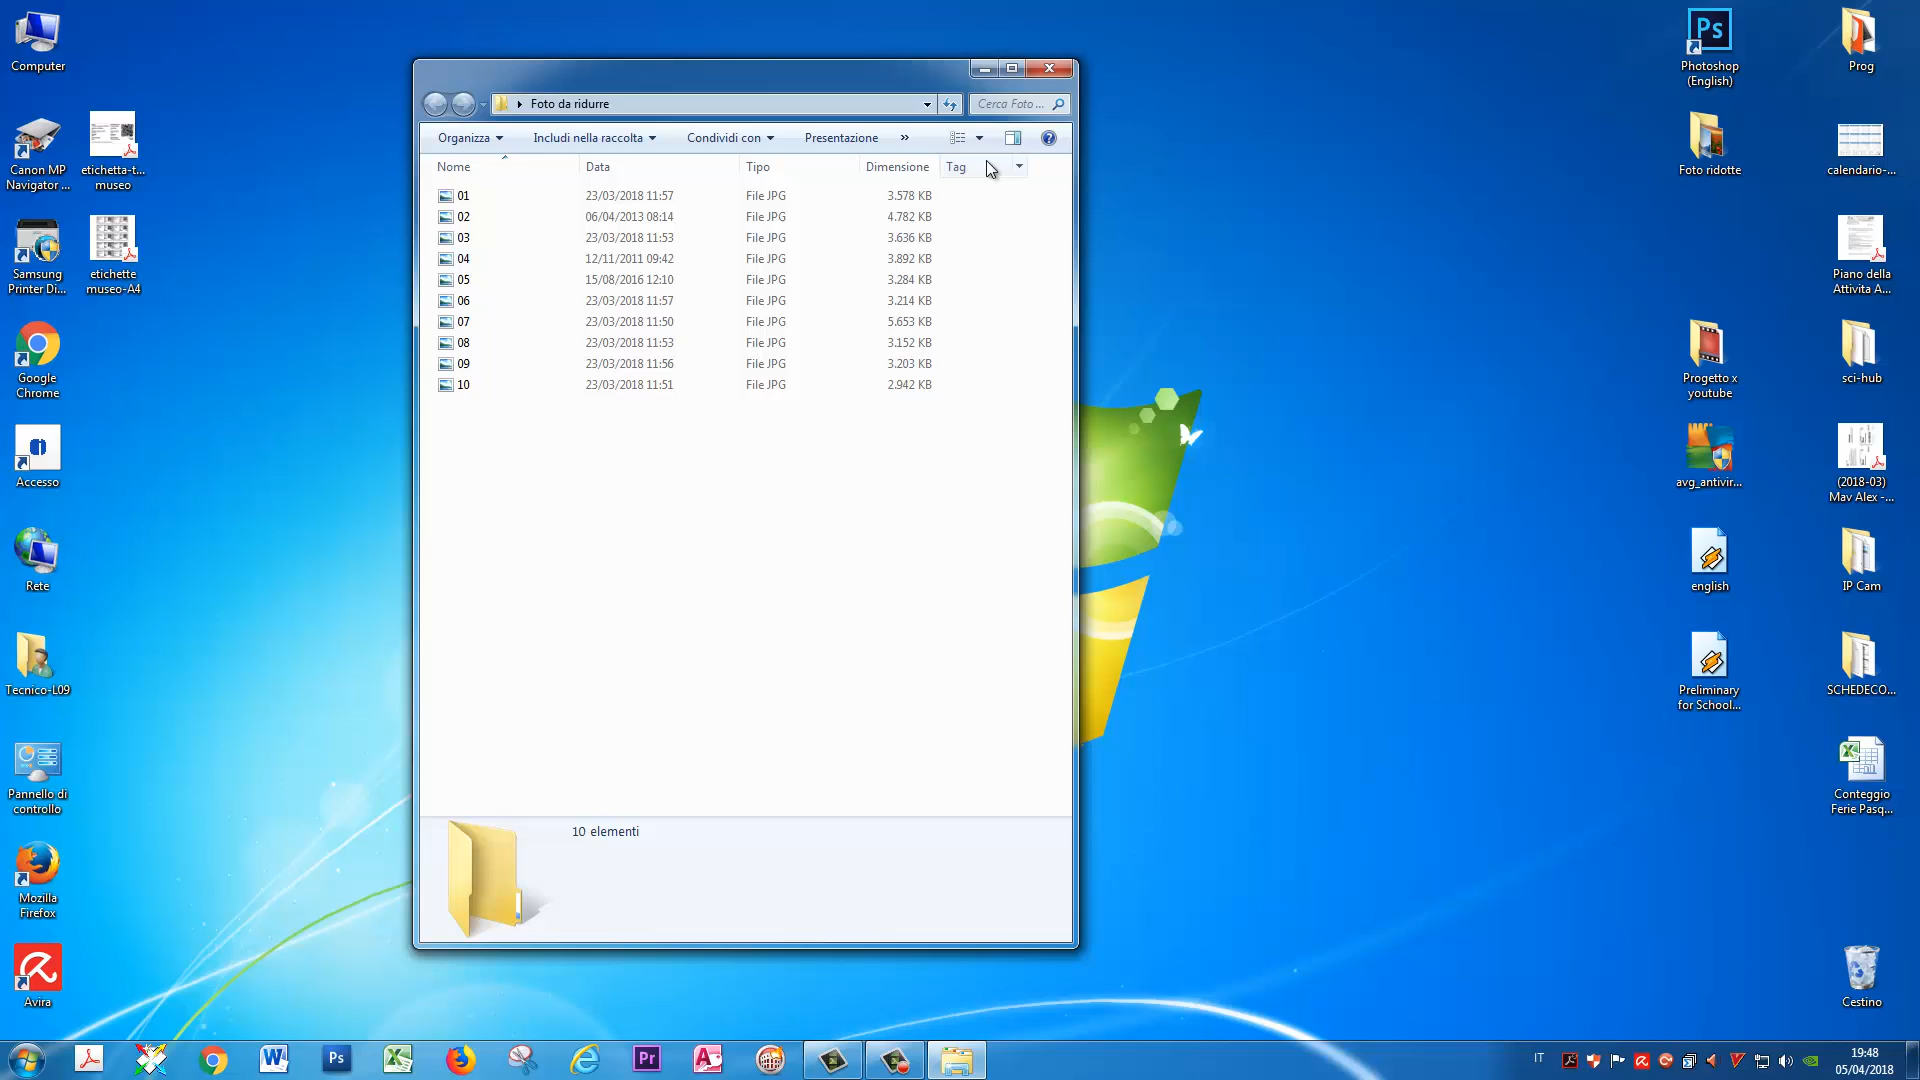 Computer
Canon MP
Navigator ...
etichetta-t...
museo
Samsung
Printer Di...
etichette
museo-A4
Google
Chrome
Accesso
Rete
Tecnico-L09
Pannello di
controllo
Mozilla
Firefox
Avira
Foto da ridurre
Cerca Foto ...
Organizza
Includi nella raccolta
Condividi con
Presentazione
»
Nome Data Tipo Dimensione Tag
01 23/03/2018 11:57 File JPG 3.578 KB
02 06/04/2013 08:14 File JPG 4.782 KB
03 23/03/2018 11:53 File JPG 3.636 KB
04 12/11/2011 09:42 File JPG 3.892 KB
05 15/08/2016 12:10 File JPG 3.284 KB
06 23/03/2018 11:57 File JPG 3.214 KB
07 23/03/2018 11:50 File JPG 5.653 KB
08 23/03/2018 11:53 File JPG 3.152 KB
09 23/03/2018 11:56 File JPG 3.203 KB
10 23/03/2018 11:51 File JPG 2.942 KB
10 elementi
Ps
Photoshop
(English)
Prog
Foto ridotte
calendario-...
Piano della
Attivita A...
Progetto x
youtube
sci-hub
avg_antivir...
(2018-03)
Mav Alex -...
english
IP Cam
Preliminary
for School...
SCHEDECO...
Conteggio
Ferie Pasq...
Cestino
Ps
Pr
IT
19:48
05/04/2018